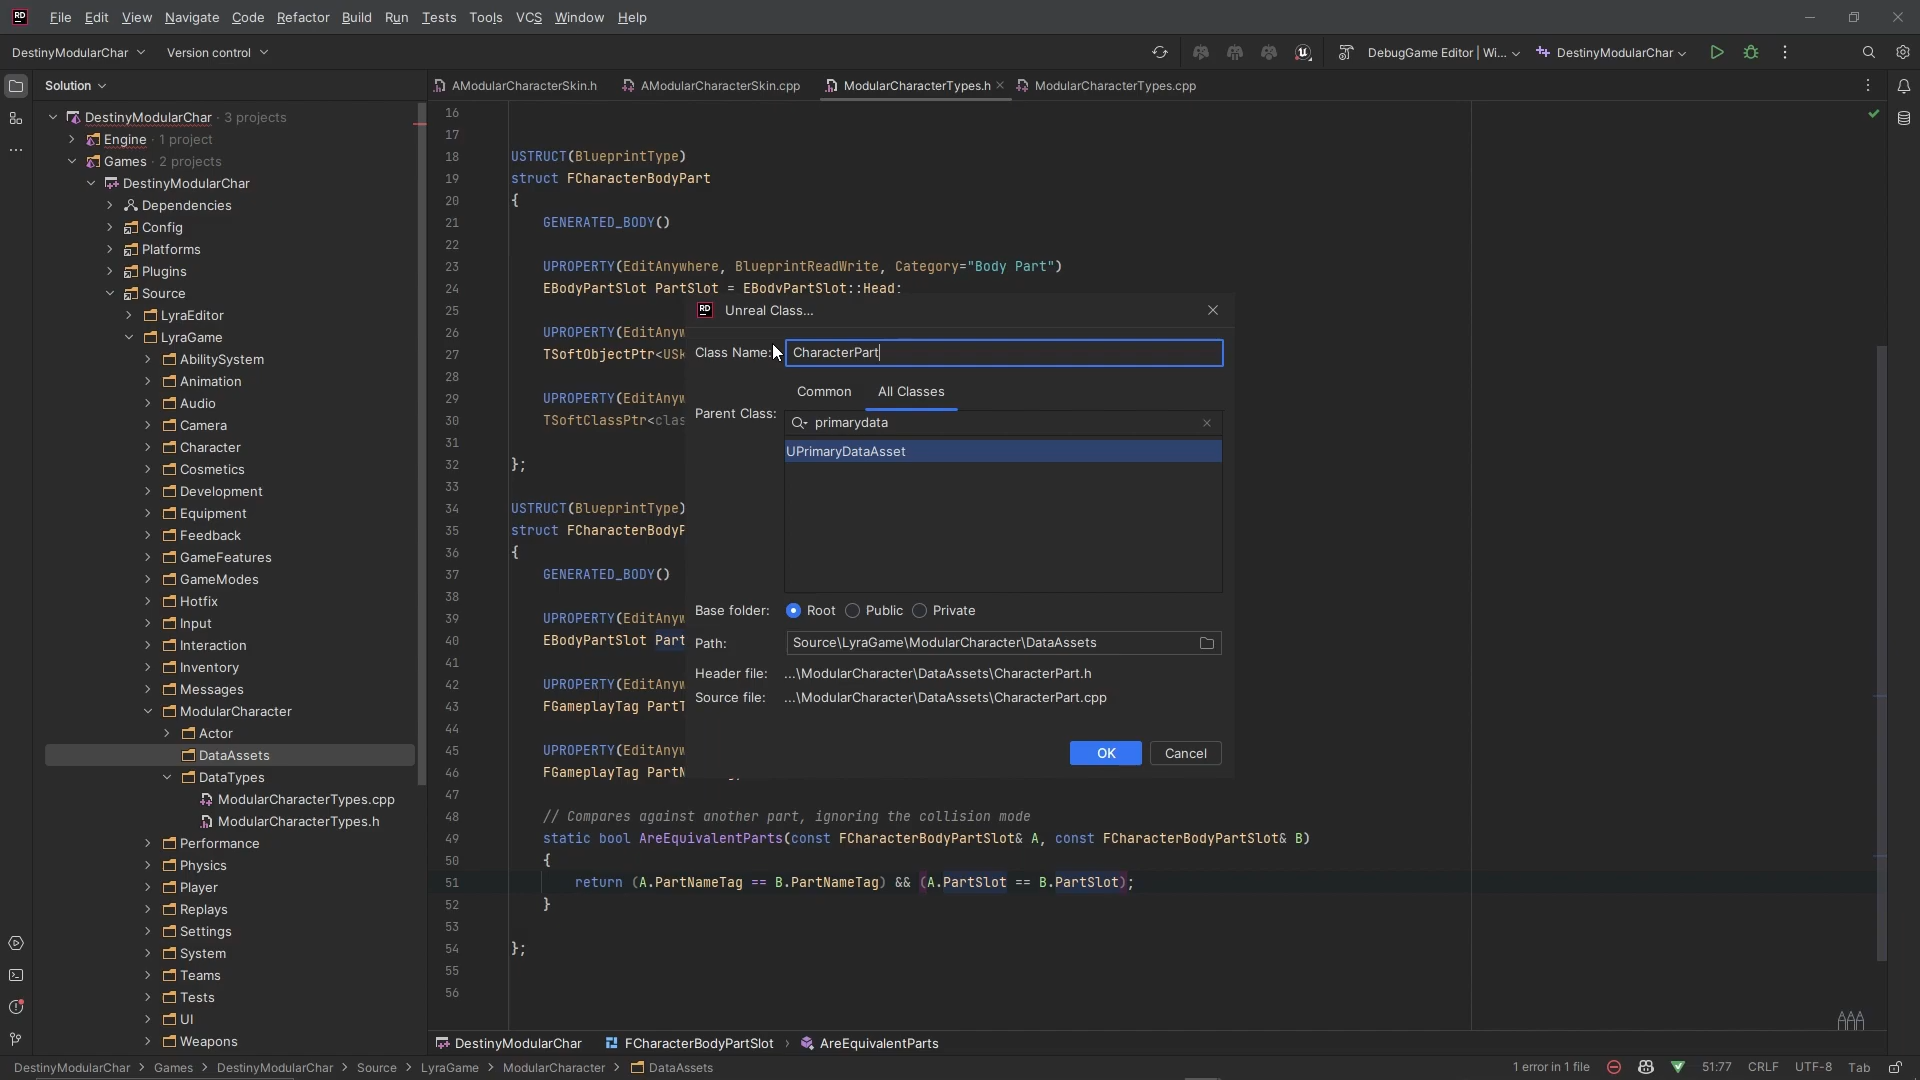 File Edit View Navigate Code Refactor Build Run Tests Tools VCS Window Help
DestinyModularChar Version control DebugGame Editor | Wi... DestinyModularChar
Solution
AModularCharacterSkin.h AModularCharacterSkin.cpp ModularCharacterTypes.h ModularCharacterTypes.cpp
DestinyModularChar · 3 projects
Engine · 1 project
Games · 2 projects
DestinyModularChar
Dependencies
Config
Platforms
Plugins
Source
LyraEditor
LyraGame
AbilitySystem
Animation
Audio
Camera
Character
Cosmetics
Development
Equipment
Feedback
GameFeatures
GameModes
Hotfix
Input
Interaction
Inventory
Messages
ModularCharacter
Actor
DataAssets
DataTypes
ModularCharacterTypes.cpp
ModularCharacterTypes.h
Performance
Physics
Player
Replays
Settings
System
Teams
Tests
UI
Weapons
16
17
18 USTRUCT(BlueprintType)
19 struct FCharacterBodyPart
20 {
21 GENERATED_BODY()
22
23 UPROPERTY(EditAnywhere, BlueprintReadWrite, Category="Body Part")
24 EBodyPartSlot PartSlot = EBodyPartSlot::Head;
25
26 UPROPERTY(EditAnyw
27 TSoftObjectPtr<USk
28
29 UPROPERTY(EditAnyw
30 TSoftClassPtr<clas
31
32 };
33
34 USTRUCT(BlueprintType)
35 struct FCharacterBodyP
36 {
37 GENERATED_BODY()
38
39 UPROPERTY(EditAnyw
40 EBodyPartSlot Part
41
42 UPROPERTY(EditAnyw
43 FGameplayTag PartT
44
45 UPROPERTY(EditAnyw
46 FGameplayTag PartN
47
48 // Compares against another part, ignoring the collision mode
49 static bool AreEquivalentParts(const FCharacterBodyPartSlot& A, const FCharacterBodyPartSlot& B)
50 {
51 return (A.PartNameTag == B.PartNameTag) && (A.PartSlot == B.PartSlot);
52 }
53
54 };
55
56
RD Unreal Class...
Class Name: CharacterPart
Common All Classes
Parent Class:
primarydata
UPrimaryDataAsset
Base folder: Root Public Private
Path: Source\LyraGame\ModularCharacter\DataAssets
Header file: ...\ModularCharacter\DataAssets\CharacterPart.h
Source file: ...\ModularCharacter\DataAssets\CharacterPart.cpp
OK Cancel
DestinyModularChar FCharacterBodyPartSlot › AreEquivalentParts
DestinyModularChar › Games › DestinyModularChar › Source › LyraGame › ModularCharacter › DataAssets 1 error in 1 file 51:77 CRLF UTF-8 Tab